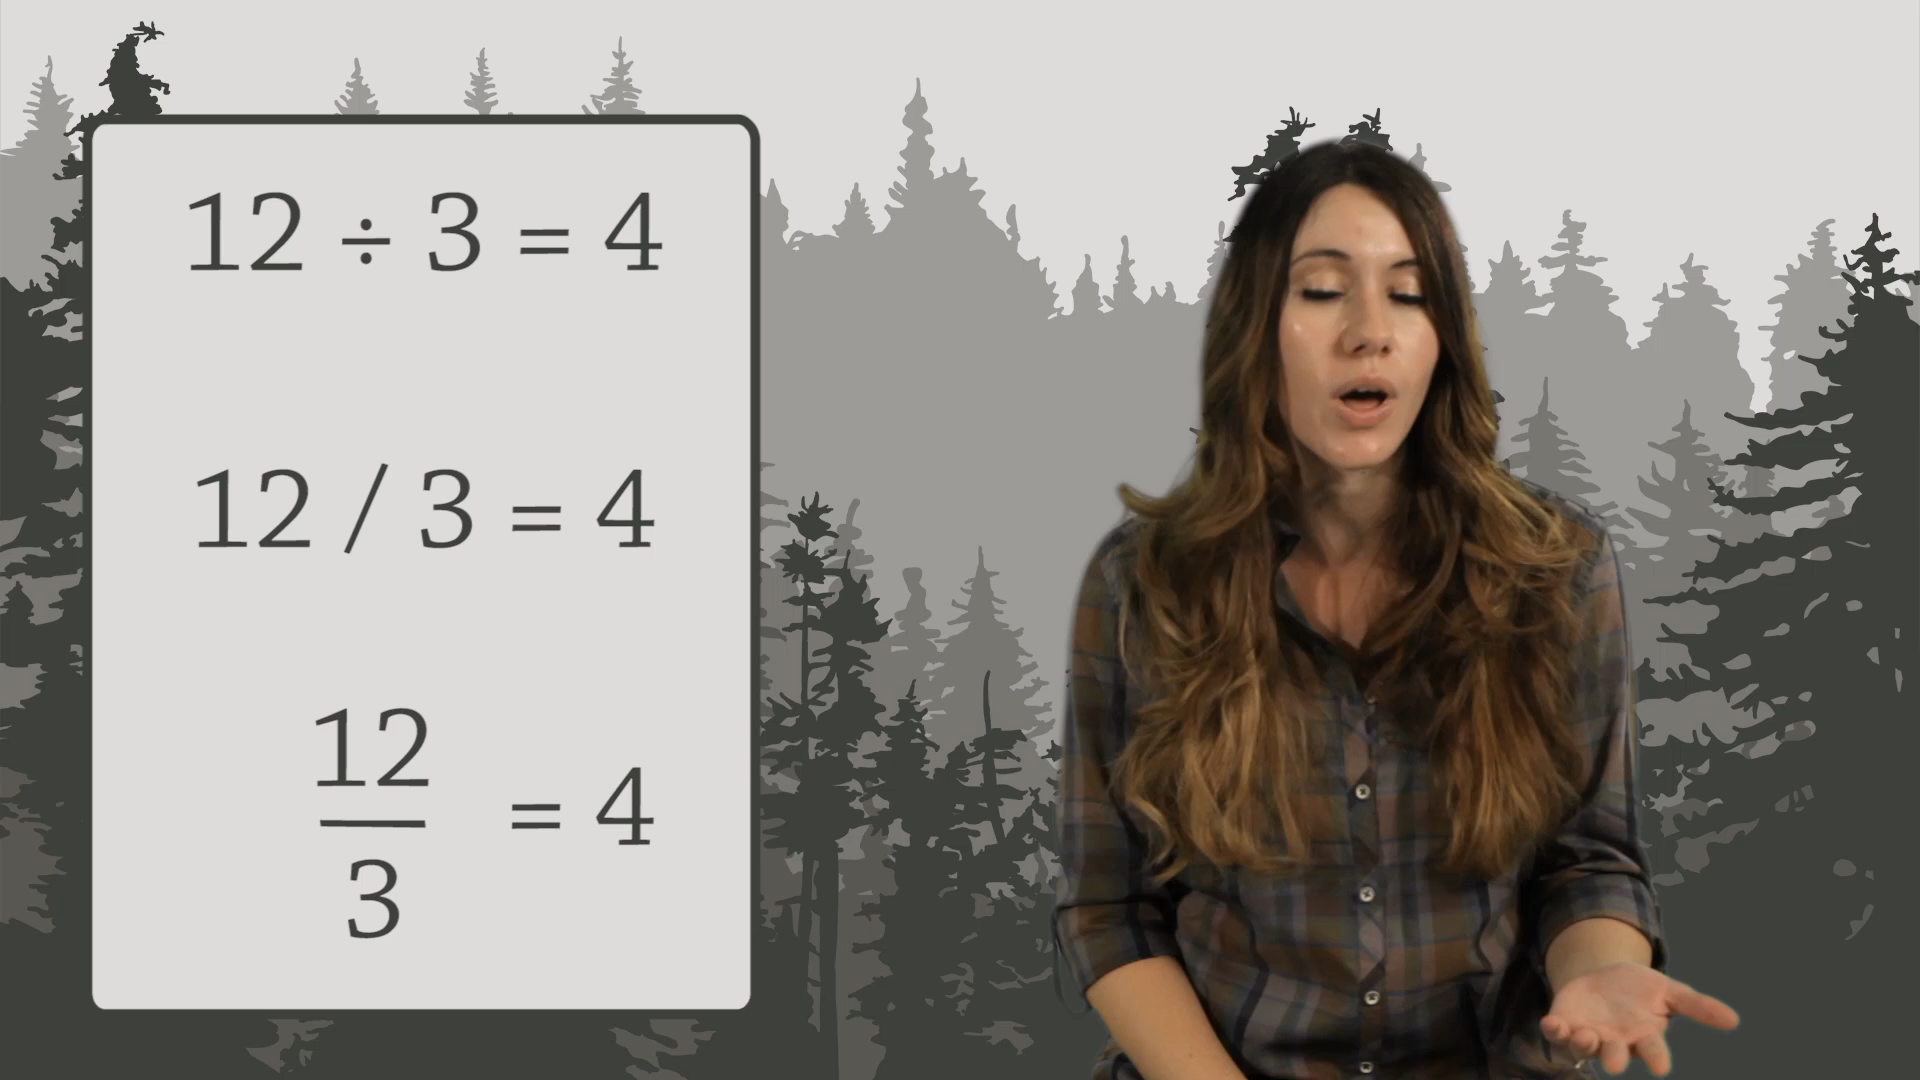 12 ÷ 3 = 4
12 / 3 = 4
12
3
= 4